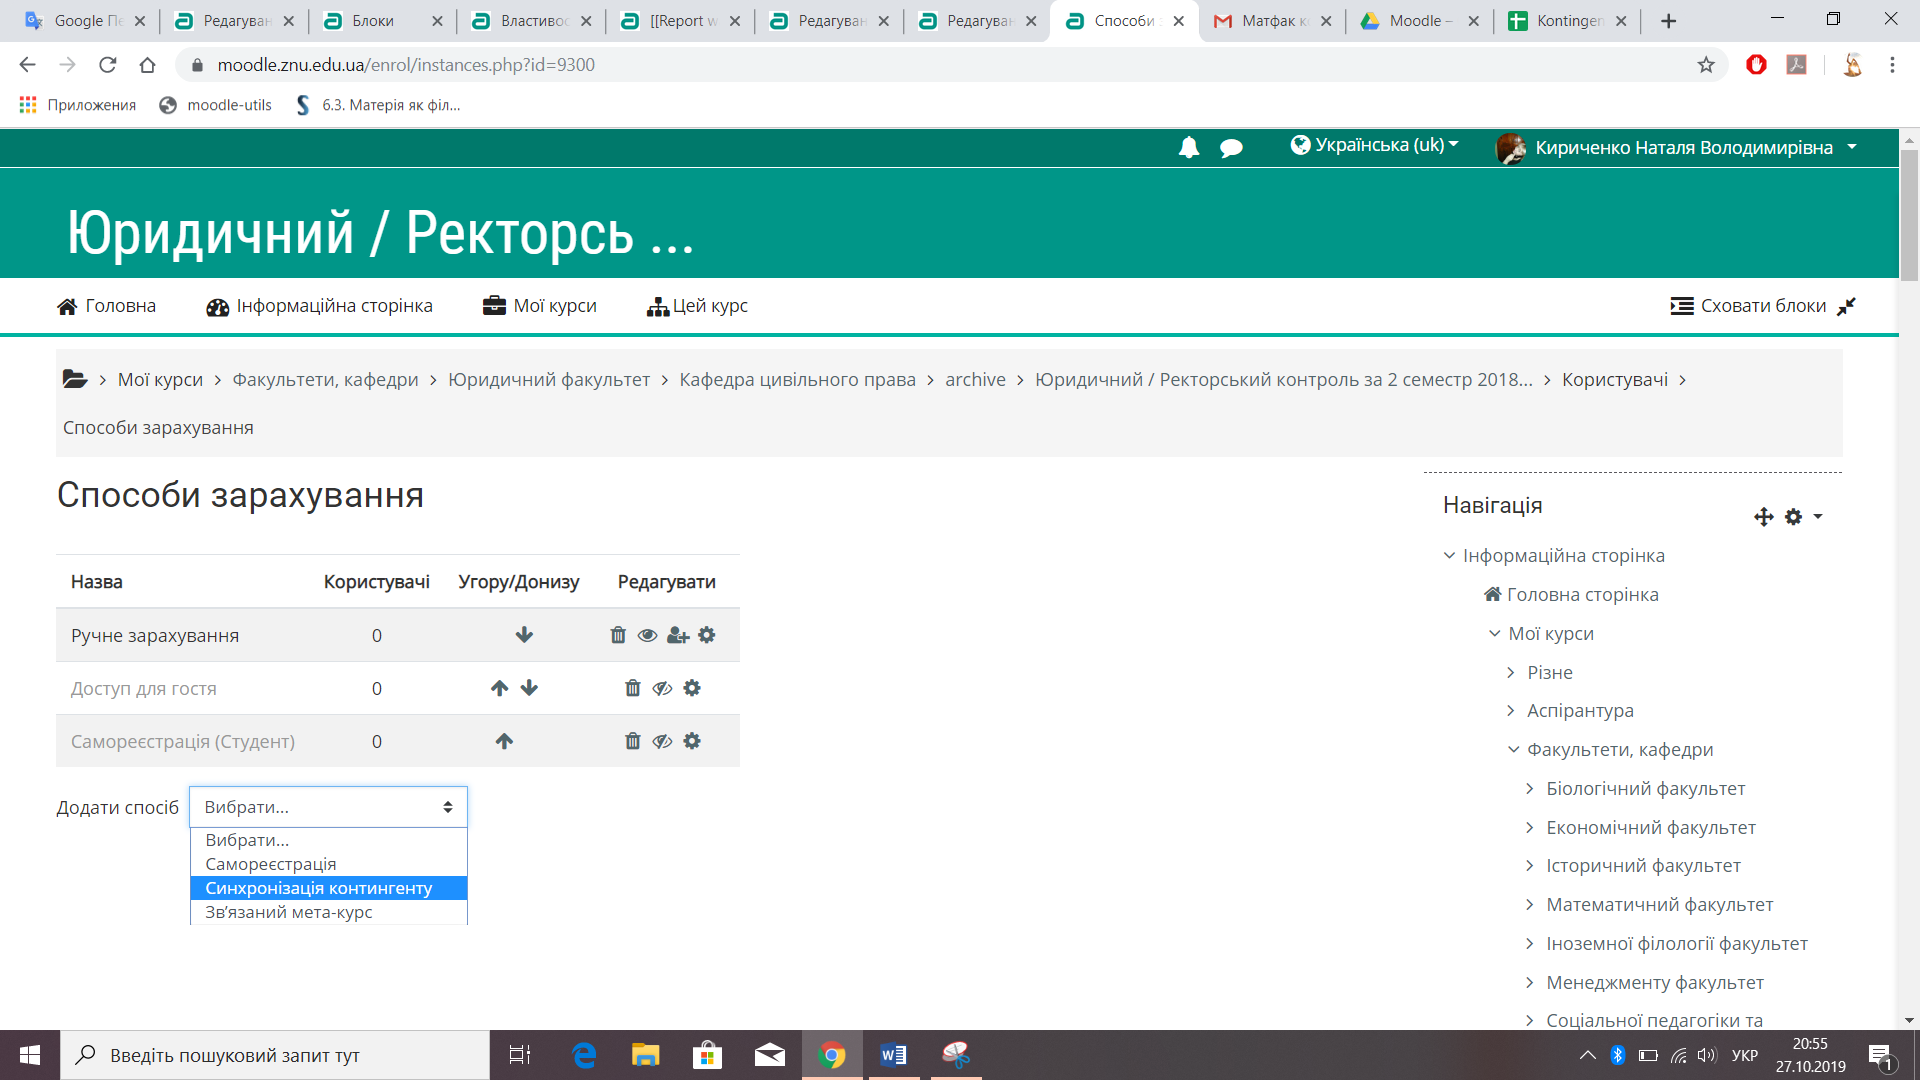 Google Пе
Редагуван
Блоки
Властивос
[[Report w
Редагуван
Редагуван
Способи з
Матфак ко
Moodle –
Kontingen
moodle.znu.edu.ua/enrol/instances.php?id=9300
Приложения
moodle-utils
6.3. Матерія як філ...
Українська (uk)
Кириченко Наталя Володимирівна
Юридичний / Ректорсь ...
Головна
Інформаційна сторінка
Мої курси
Цей курс
Сховати блоки
Мої курси > Факультети, кафедри > Юридичний факультет > Кафедра цивільного права > archive > Юридичний / Ректорський контроль за 2 семестр 2018... > Користувачі >
Способи зарахування
Способи зарахування
Назва Користувачі Угору/Донизу Редагувати
Ручне зарахування 0
Доступ для гостя 0
Самореєстрація (Студент) 0
Додати спосіб Вибрати...
Вибрати...
Самореєстрація
Синхронізація контингенту
Зв’язаний мета-курс
Навігація
Інформаційна сторінка
Головна сторінка
Мої курси
Різне
Аспірантура
Факультети, кафедри
Біологічний факультет
Економічний факультет
Історичний факультет
Математичний факультет
Іноземної філології факультет
Менеджменту факультет
Соціальної педагогіки та
Введіть пошуковий запит тут
УКР
20:55
27.10.2019
1